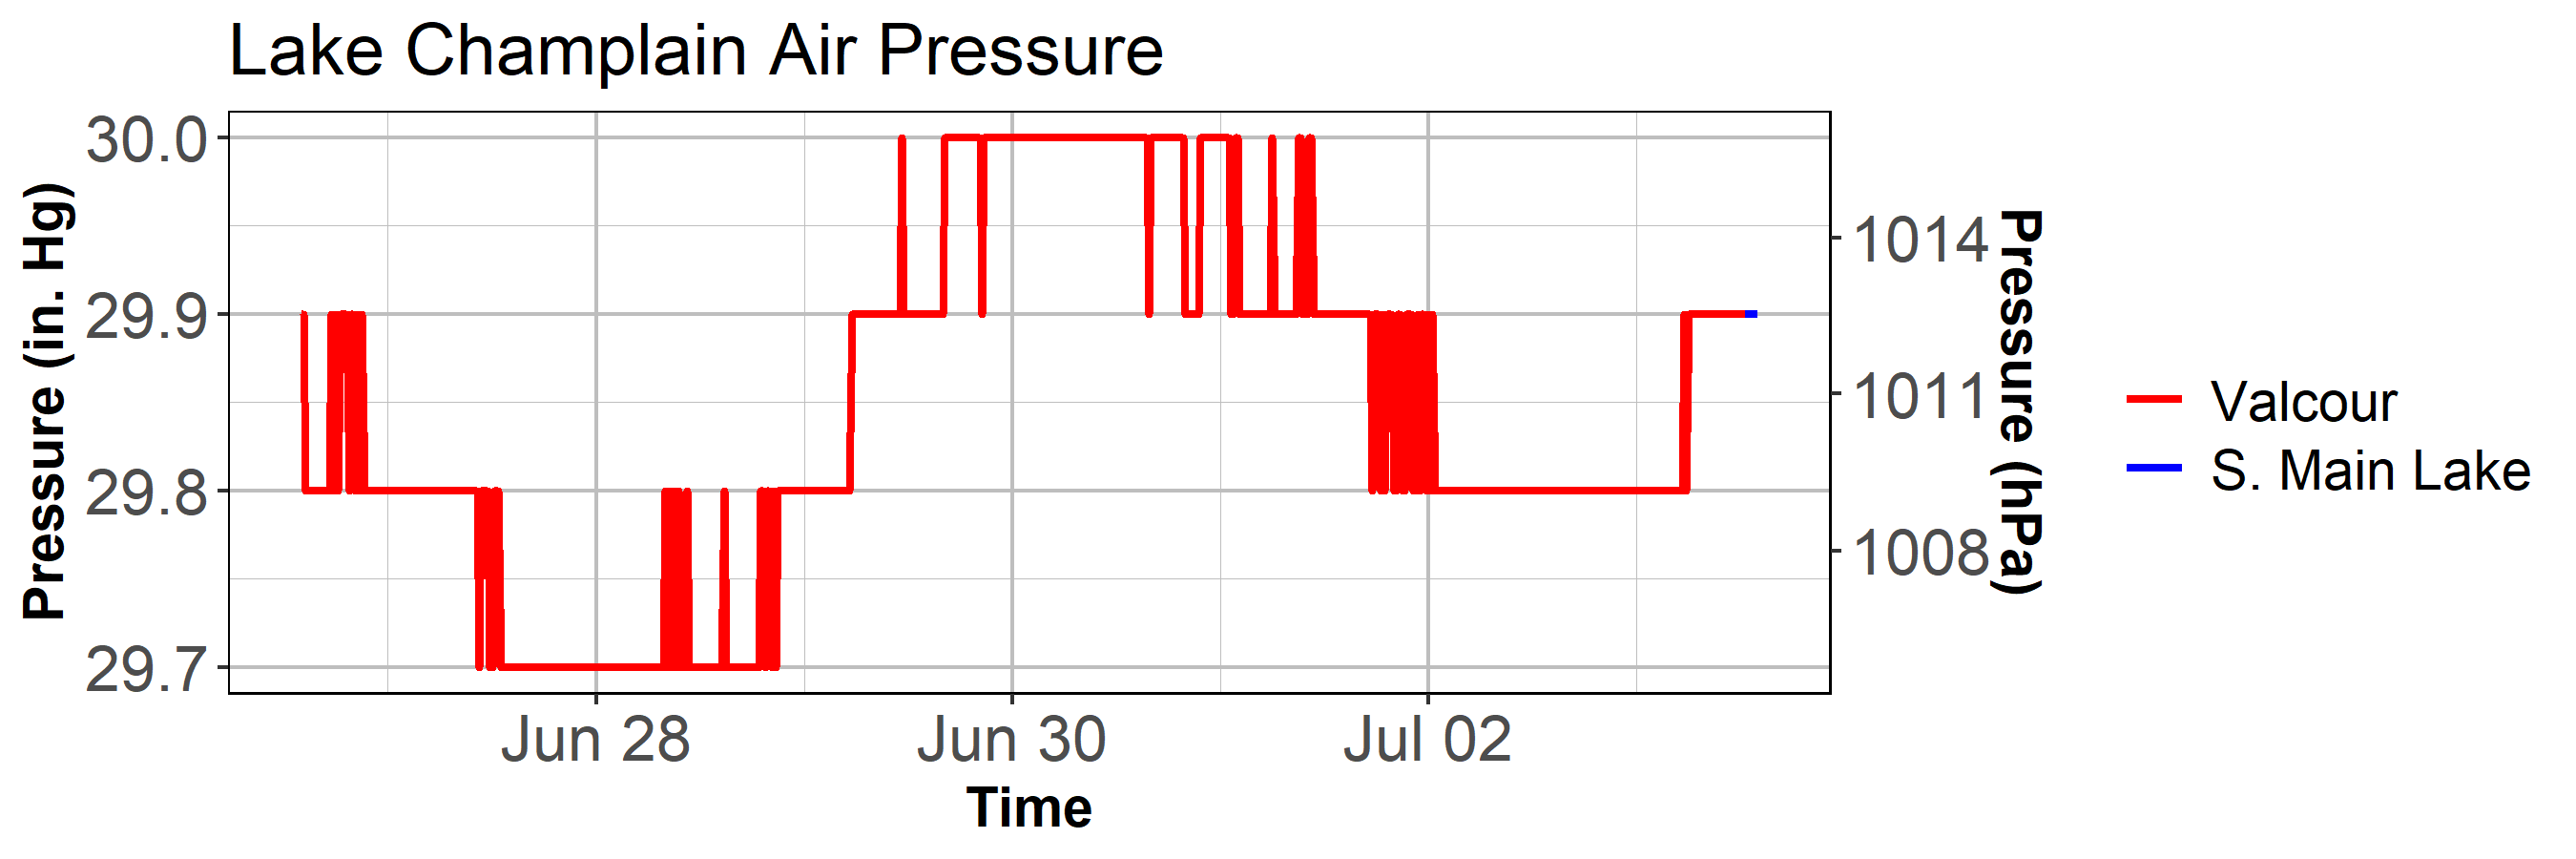 Lake Champlain Air Pressure
Pressure (in. Hg)
30.0
29.9
29.8
29.7
Jun 28
Jun 30
Jul 02
Time
1014
1011
1008
Pressure (hPa)
Valcour
S. Main Lake